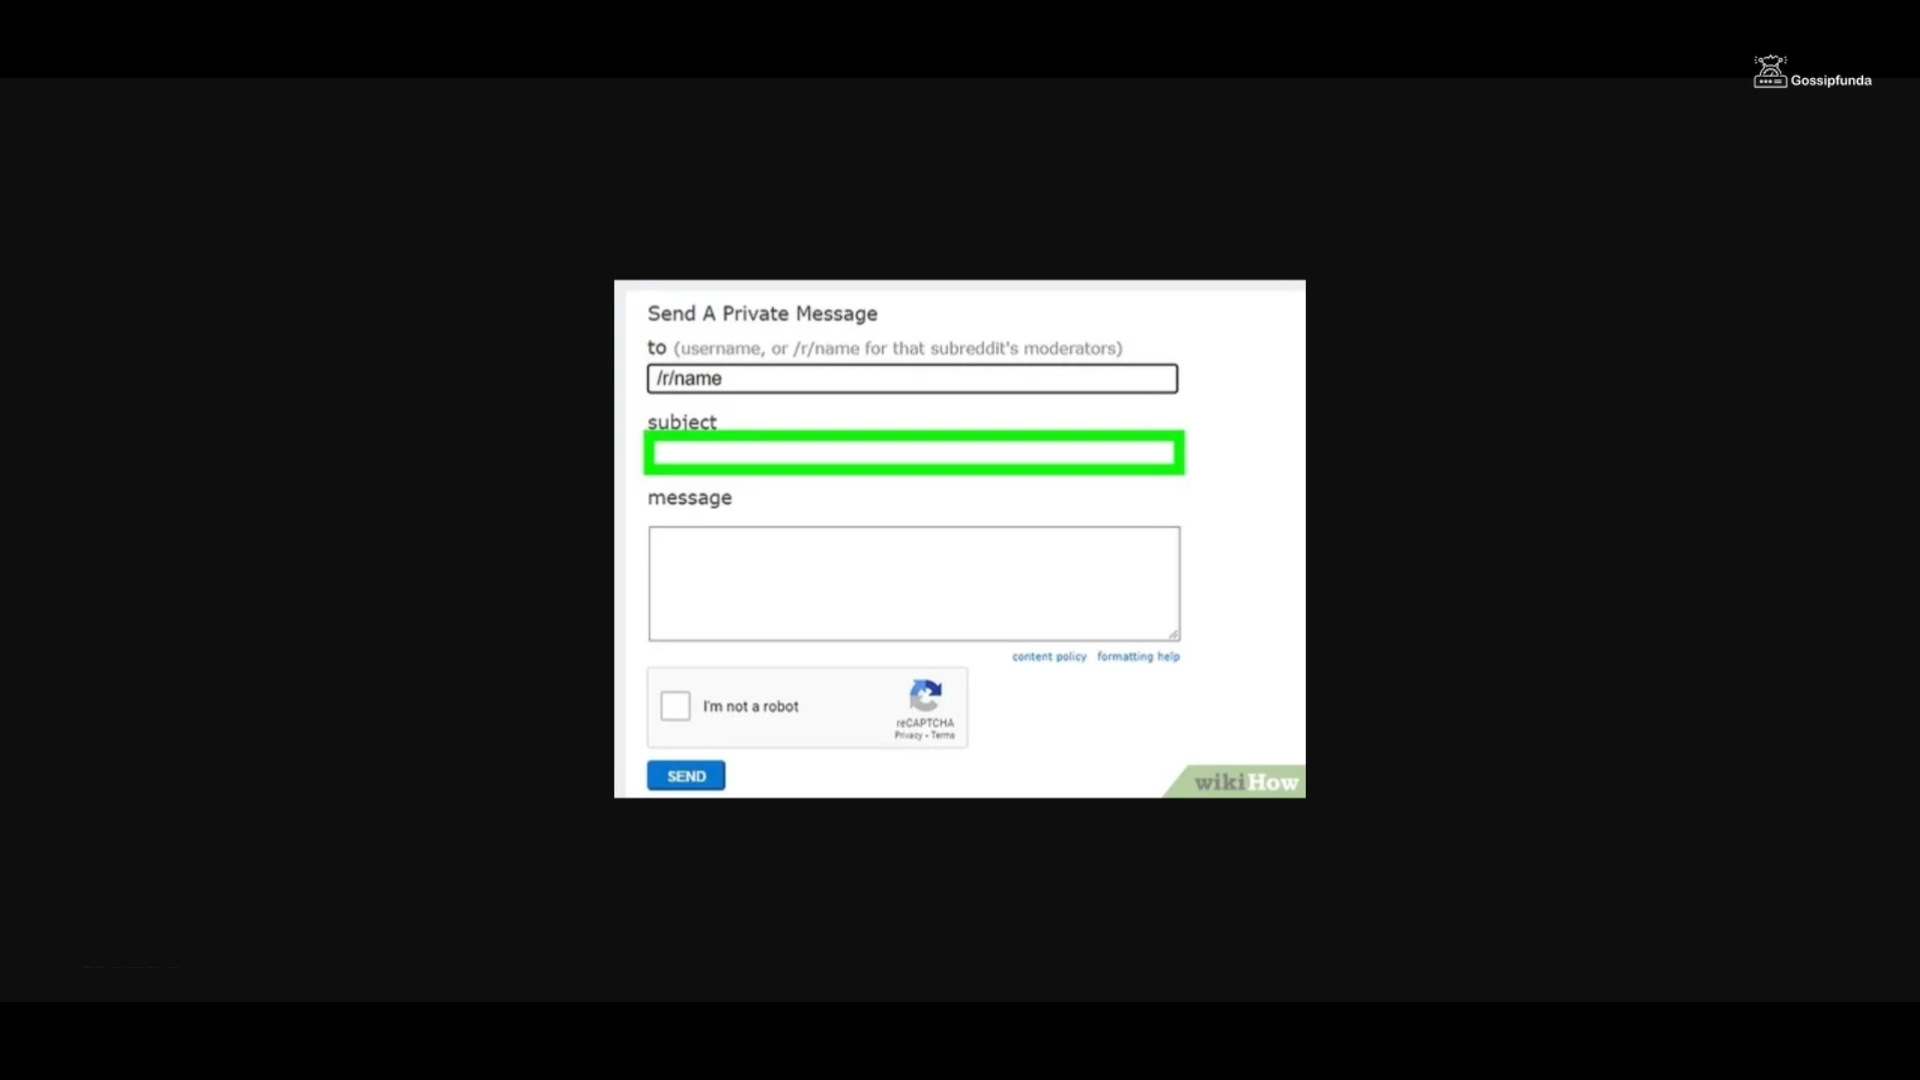 Gossipfunda
Send A Private Message
to (username, or /r/name for that subreddit's moderators)
/r/name
subject
message
content policy formatting help
I'm not a robot
reCAPTCHA
Privacy - Terms
SEND
wikiHow